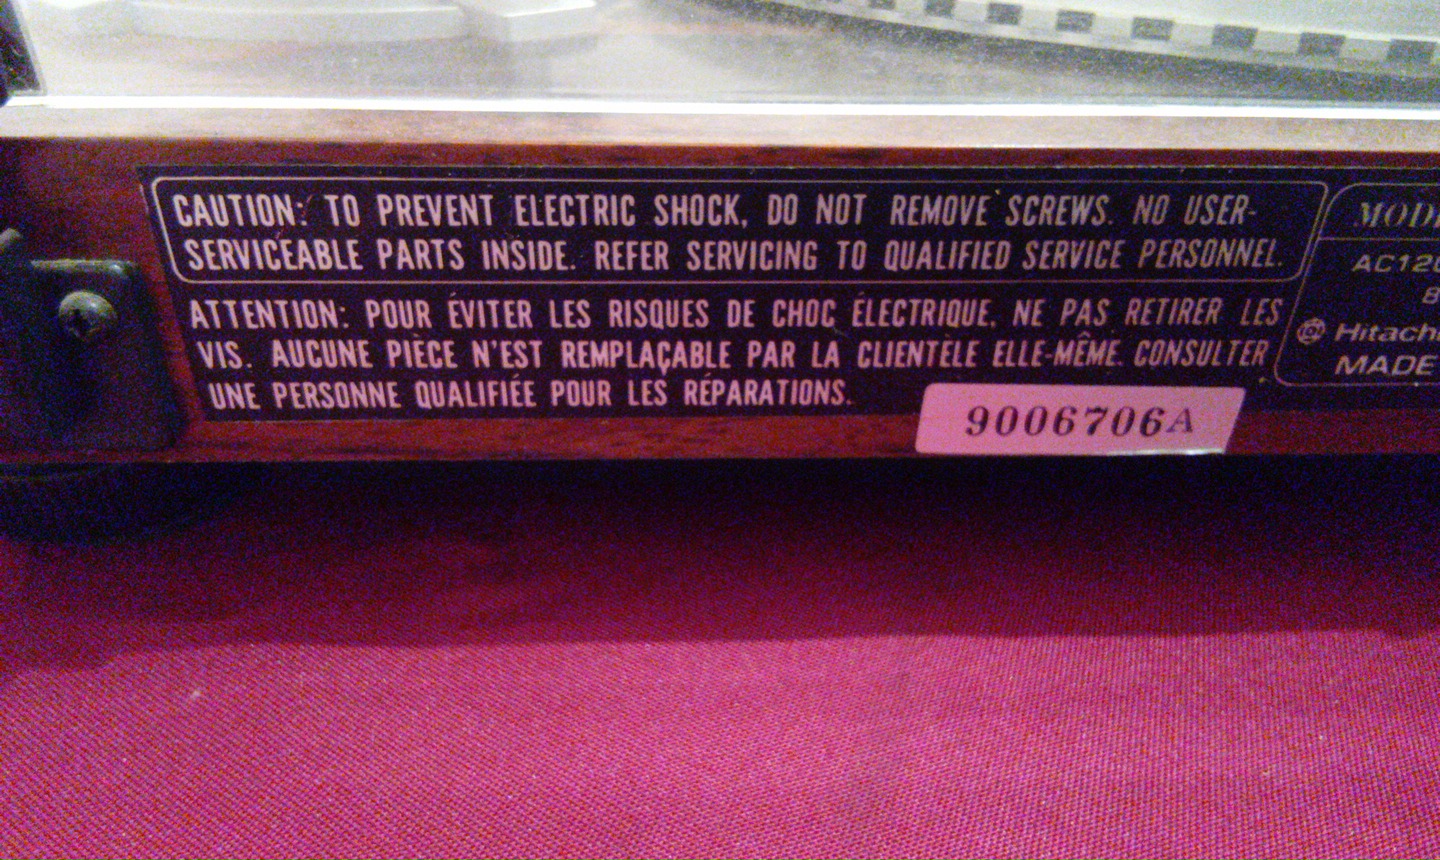 CAUTION: TO PREVENT ELECTRIC SHOCK, DO NOT REMOVE SCREWS. NO USER-
SERVICEABLE PARTS INSIDE. REFER SERVICING TO QUALIFIED SERVICE PERSONNEL.
ATTENTION: POUR ÉVITER LES RISQUES DE CHOC ÉLECTRIQUE. NE PAS RETIRER LES
VIS. AUCUNE PIÈCE N'EST REMPLAÇABLE PAR LA CLIENTÈLE ELLE-MÊME. CONSULTER
UNE PERSONNE QUALIFIÉE POUR LES RÉPARATIONS.
9006706A
AC120
8
Hitachi
MADE